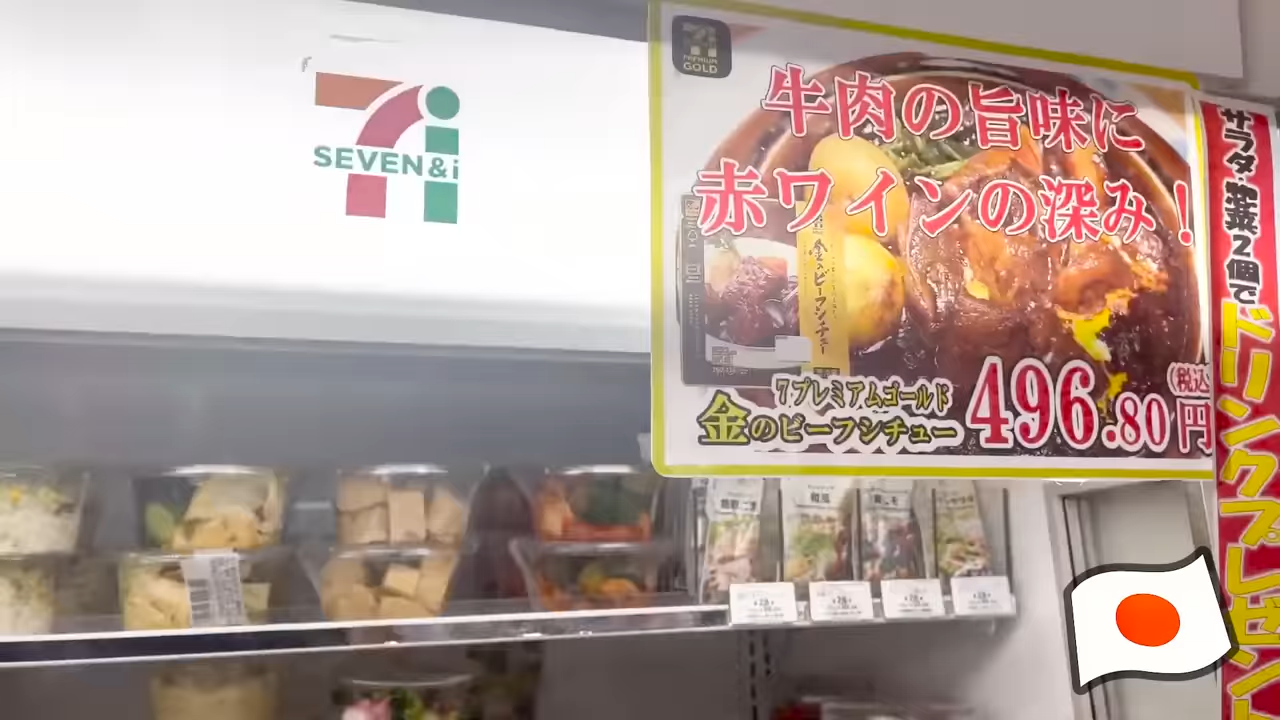 SEVEN&i
PREMIUM
GOLD
牛肉の旨味に
赤ワインの深み！
金のビーフシチュー
7プレミアムゴールド
金のビーフシチュー
496.80円
(税込
サラダ・惣菜2個で
ドリンクプレゼント
和風